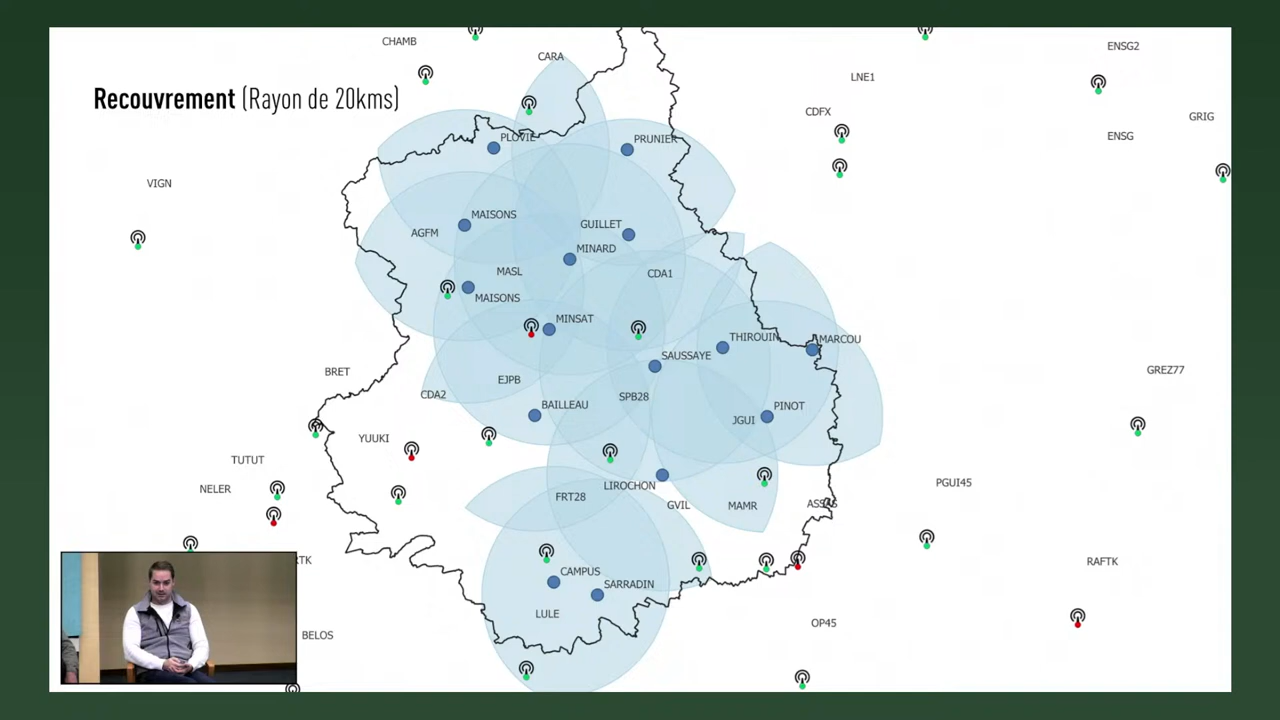 CHAMB
CARA
ENSG2
LNE1
Recouvrement (Rayon de 20kms)
CDFX
GRIG
PLOVIE
PRUNIER
ENSG
VIGN
MAISONS
AGFM
GUILLET
MINARD
MASL
CDA1
MAISONS
MINSAT
THIROUIN
MARCOU
SAUSSAYE
BRET
EJPB
GREZ77
CDA2
SPB28
BAILLEAU
PINOT
JGUI
YUUKI
TUTUT
NELER
LIROCHON
PGUI45
FRT28
GVIL
MAMR
ASSAS
RTK
RAFTK
CAMPUS
SARRADIN
LULE
OP45
BELOS